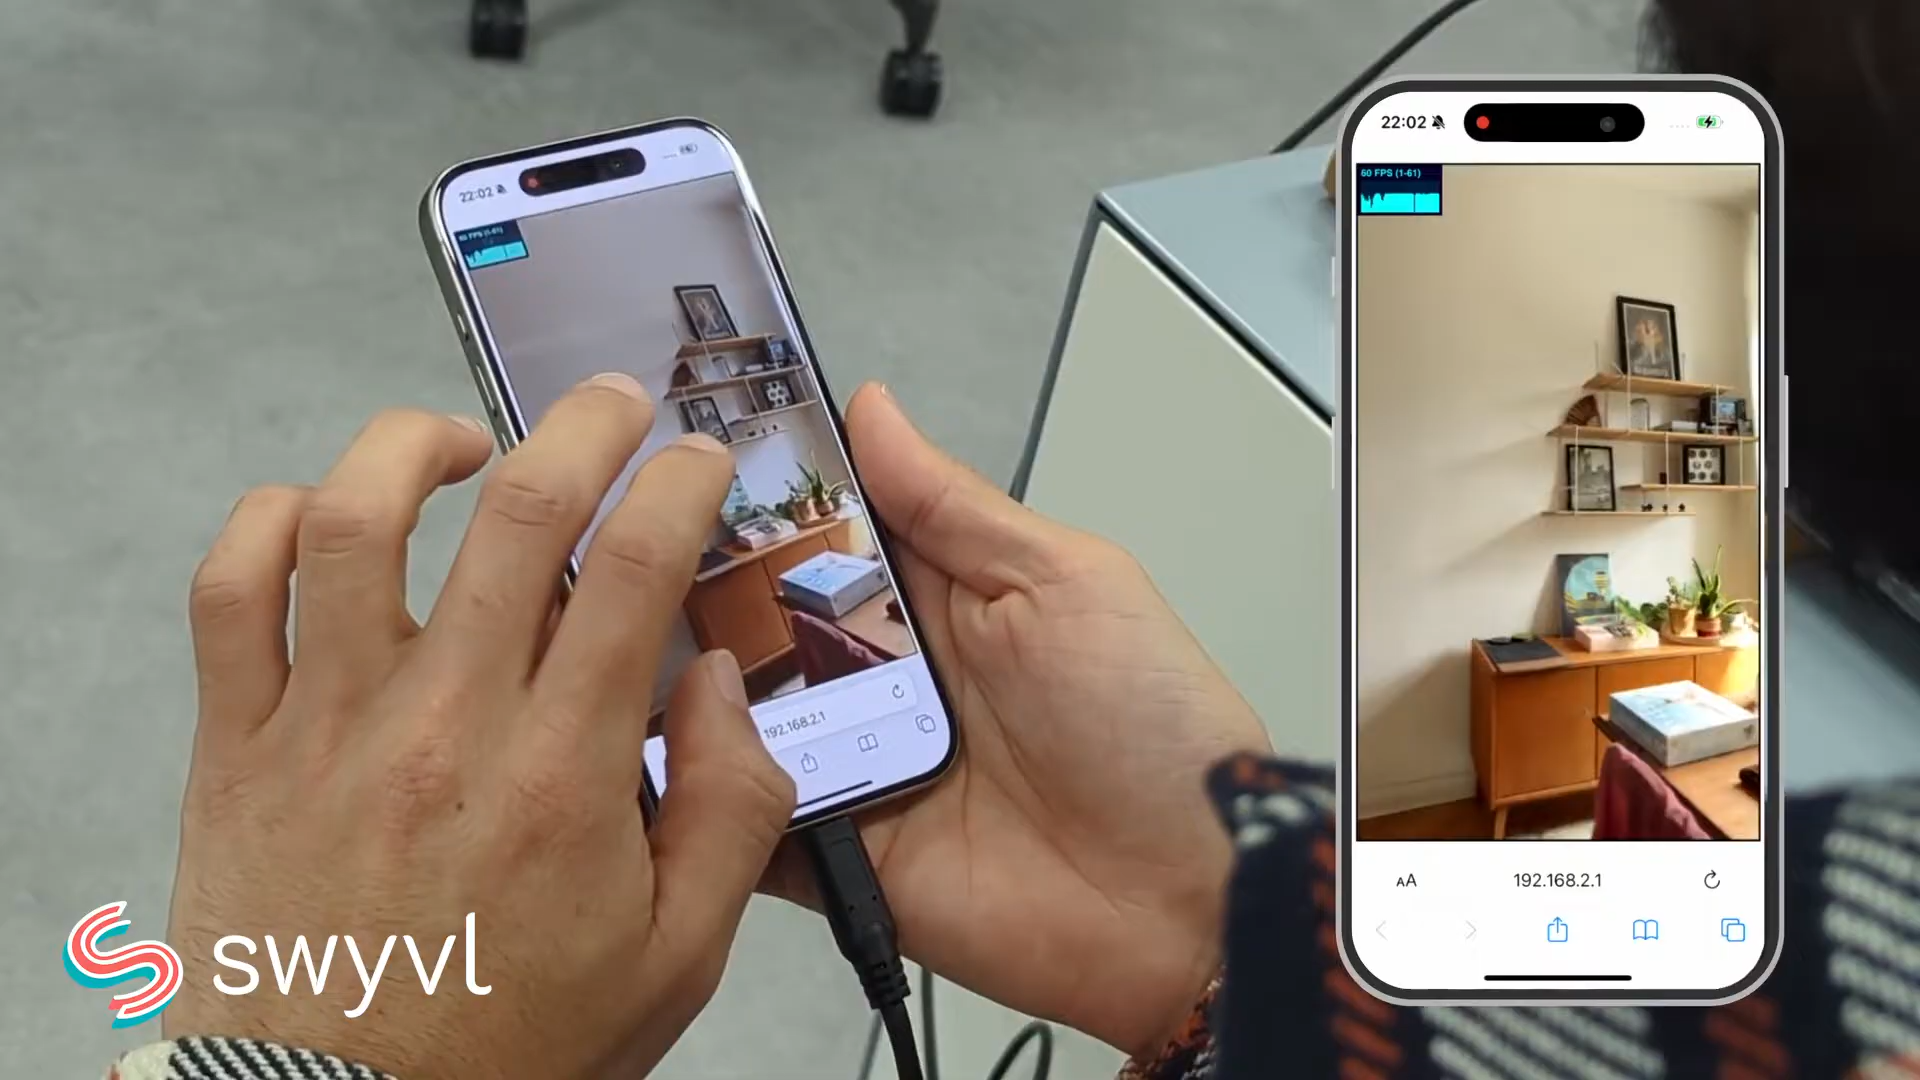 22:02
60 FPS (1-61)
192.168.2.1
swyvl
22:02
60 FPS (1-61)
AA
192.168.2.1